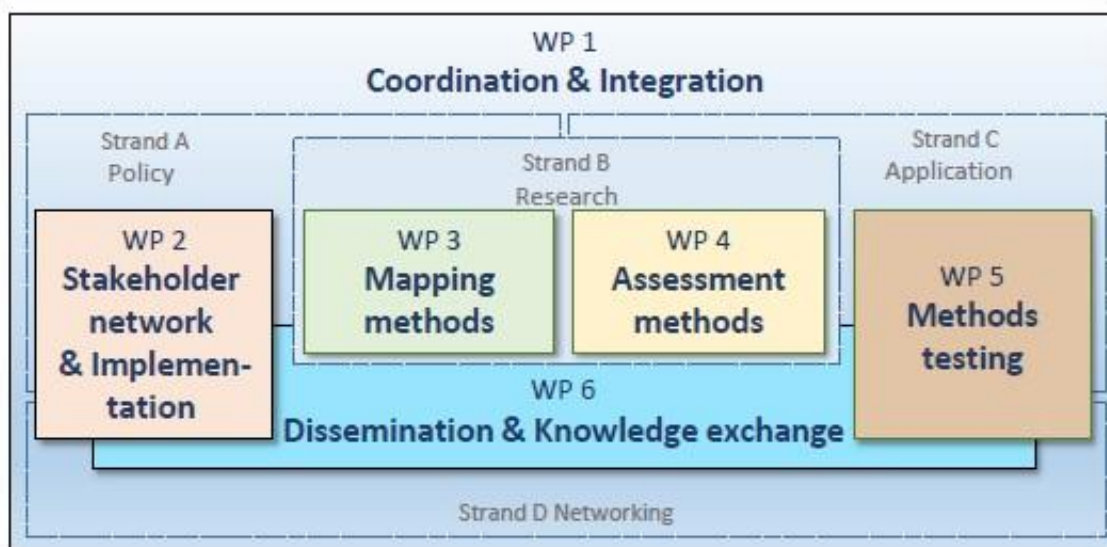 WP 1
Coordination & Integration
Strand A
Policy
Strand B
Research
Strand C
Application
WP 2
Stakeholder
network
& Implemen-
tation
WP 3
Mapping
methods
WP 4
Assessment
methods
WP 5
Methods
testing
WP 6
Dissemination & Knowledge exchange
Strand D Networking